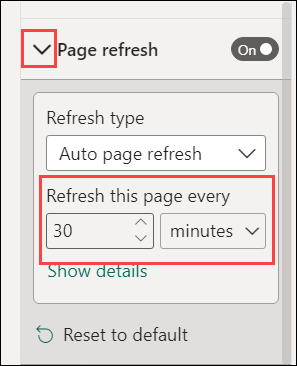 Page refresh
On
Refresh type
Auto page refresh
Refresh this page every
30
minutes
Show details
Reset to default